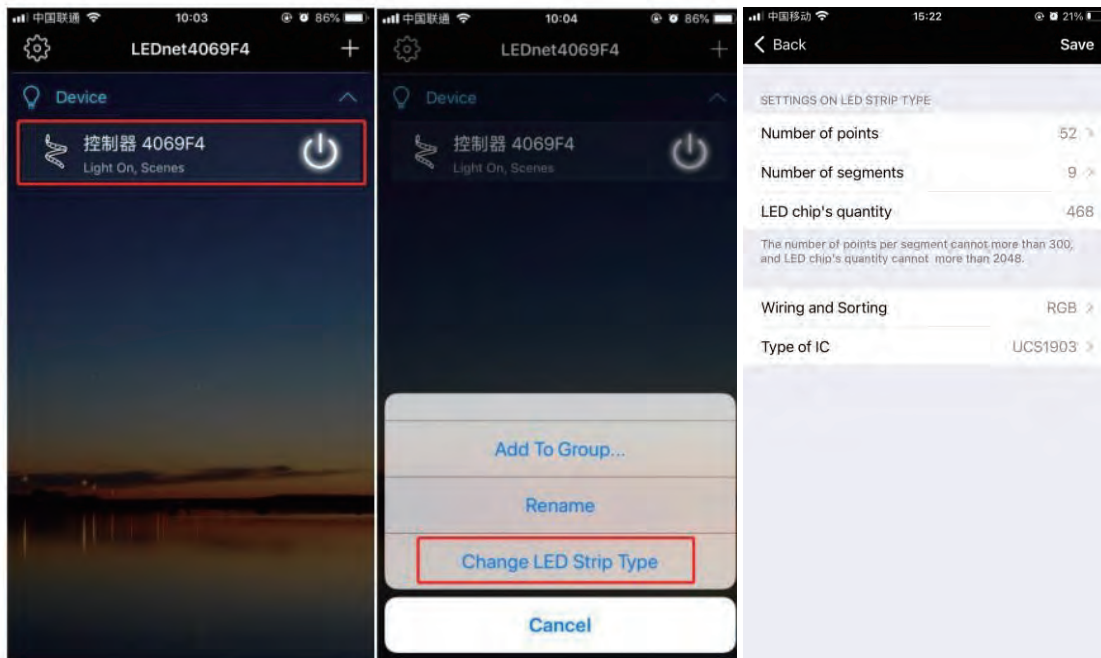 中国联通
10:03
86%
LEDnet4069F4
+
Device
控制器 4069F4
Light On, Scenes
中国联通
10:04
86%
LEDnet4069F4
+
Device
控制器 4069F4
Light On, Scenes
Add To Group...
Rename
Change LED Strip Type
Cancel
中国移动
15:22
21%
Back
Save
SETTINGS ON LED STRIP TYPE
Number of points
52
Number of segments
9
LED chip's quantity
468
The number of points per segment cannot more than 300,
and LED chip's quantity cannot more than 2048.
Wiring and Sorting
RGB
Type of IC
UCS1903